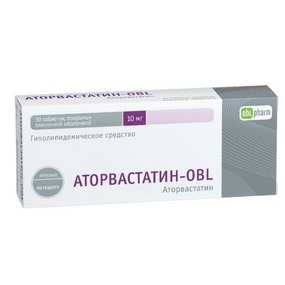 30 таблеток, покрытых
пленочной оболочкой
10 мг
obl pharm
Гиполипидемическое средство
АТОРВАСТАТИН-OBL
Аторвастатин